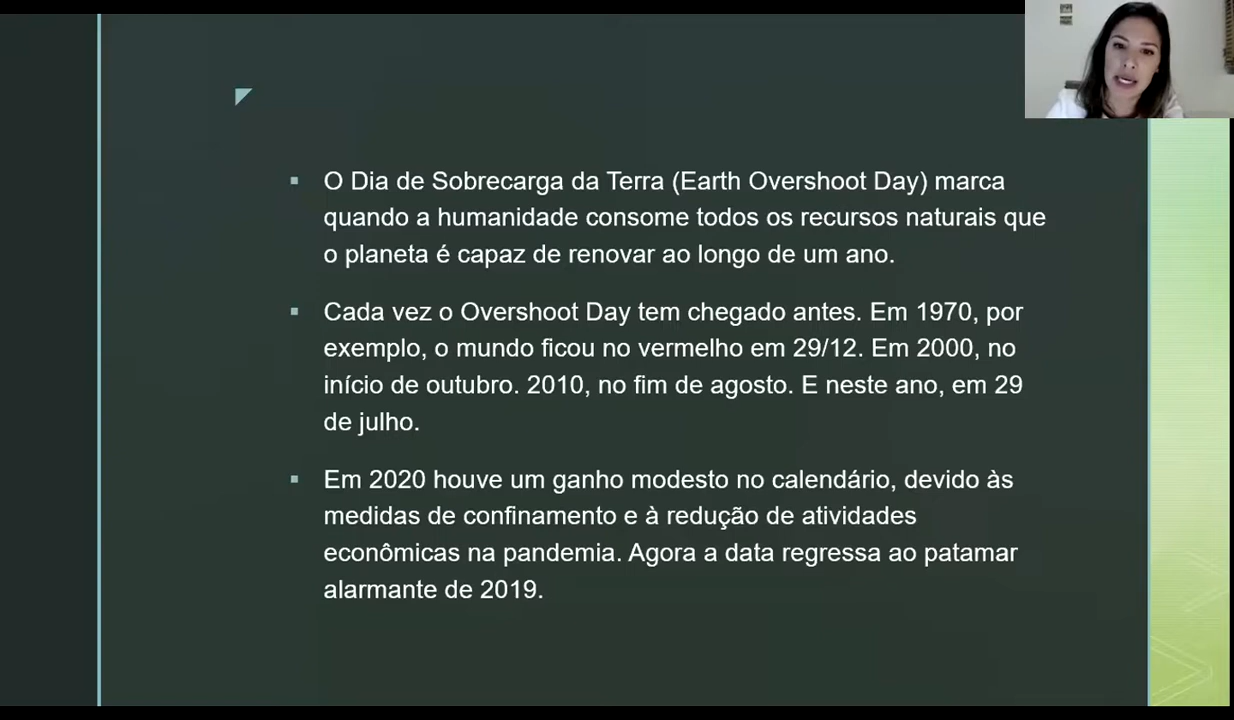 O Dia de Sobrecarga da Terra (Earth Overshoot Day) marca
quando a humanidade consome todos os recursos naturais que
o planeta é capaz de renovar ao longo de um ano.
Cada vez o Overshoot Day tem chegado antes. Em 1970, por
exemplo, o mundo ficou no vermelho em 29/12. Em 2000, no
início de outubro. 2010, no fim de agosto. E neste ano, em 29
de julho.
Em 2020 houve um ganho modesto no calendário, devido às
medidas de confinamento e à redução de atividades
econômicas na pandemia. Agora a data regressa ao patamar
alarmante de 2019.